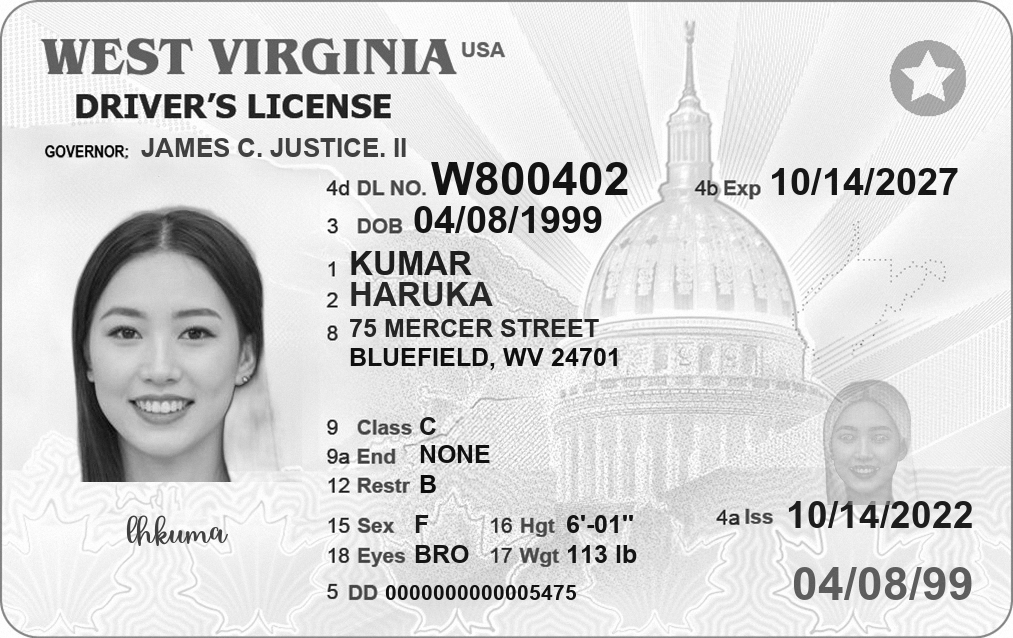 WEST VIRGINIA USA
DRIVER'S LICENSE
GOVERNOR: JAMES C. JUSTICE. II
4d DL NO. W800402 4b Exp 10/14/2027
3 DOB 04/08/1999
1 KUMAR
2 HARUKA
8 75 MERCER STREET
BLUEFIELD, WV 24701
9 Class C
9a End NONE
12 Restr B
15 Sex F 16 Hgt 6'-01" 4a Iss 10/14/2022
18 Eyes BRO 17 Wgt 113 lb
lhkuma
5 DD 0000000000005475
04/08/99